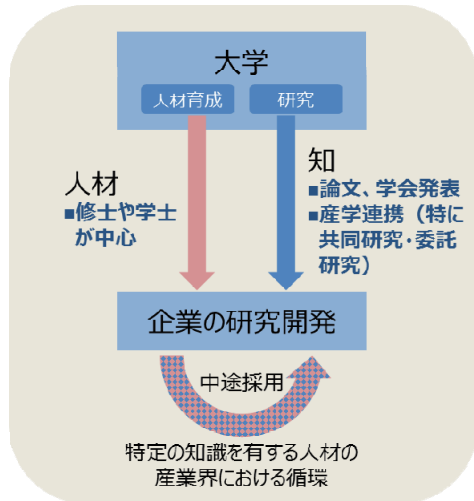 大学
人材育成
研究
人材
■修士や学士
が中心
知
■論文、学会発表
■産学連携（特に
共同研究・委託
研究）
企業の研究開発
中途採用
特定の知識を有する人材の
産業界における循環